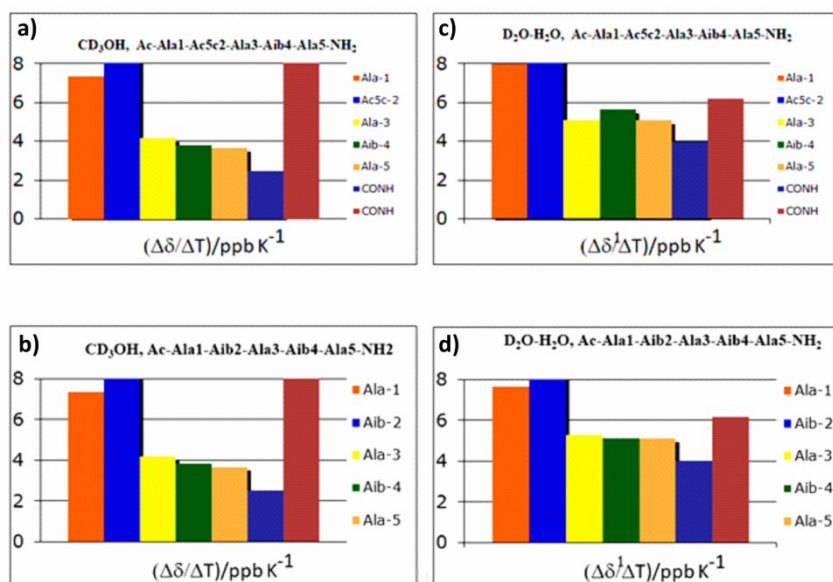 a)
CD3OH, Ac-Ala1-Ac5c2-Ala3-Aib4-Ala5-NH2
8
6
4
2
0
Ala-1
Ac5c-2
Ala-3
Aib-4
Ala-5
CONH
CONH
(Δδ/ΔT)/ppb K-1
c)
D2O-H2O, Ac-Ala1-Ac5c2-Ala3-Aib4-Ala5-NH2
8
6
4
2
0
Ala-1
Ac5c-2
Ala-3
Aib-4
Ala-5
CONH
CONH
(Δδ1/ΔT)/ppb K-1
b)
CD3OH, Ac-Ala1-Aib2-Ala3-Aib4-Ala5-NH2
8
6
4
2
0
Ala-1
Aib-2
Ala-3
Aib-4
Ala-5
(Δδ/ΔT)/ppb K-1
d)
D2O-H2O, Ac-Ala1-Aib2-Ala3-Aib4-Ala5-NH2
8
6
4
2
0
Ala-1
Aib-2
Ala-3
Aib-4
Ala-5
(Δδ1/ΔT)/ppb K-1